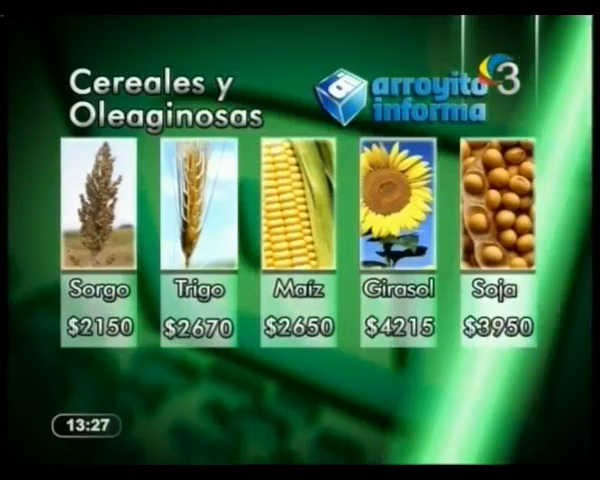 Cereales y
Oleaginosas
arroyito
informa
3
Sorgo
$2150
Trigo
$2670
Maíz
$2650
Girasol
$4215
Soja
$3950
13:27